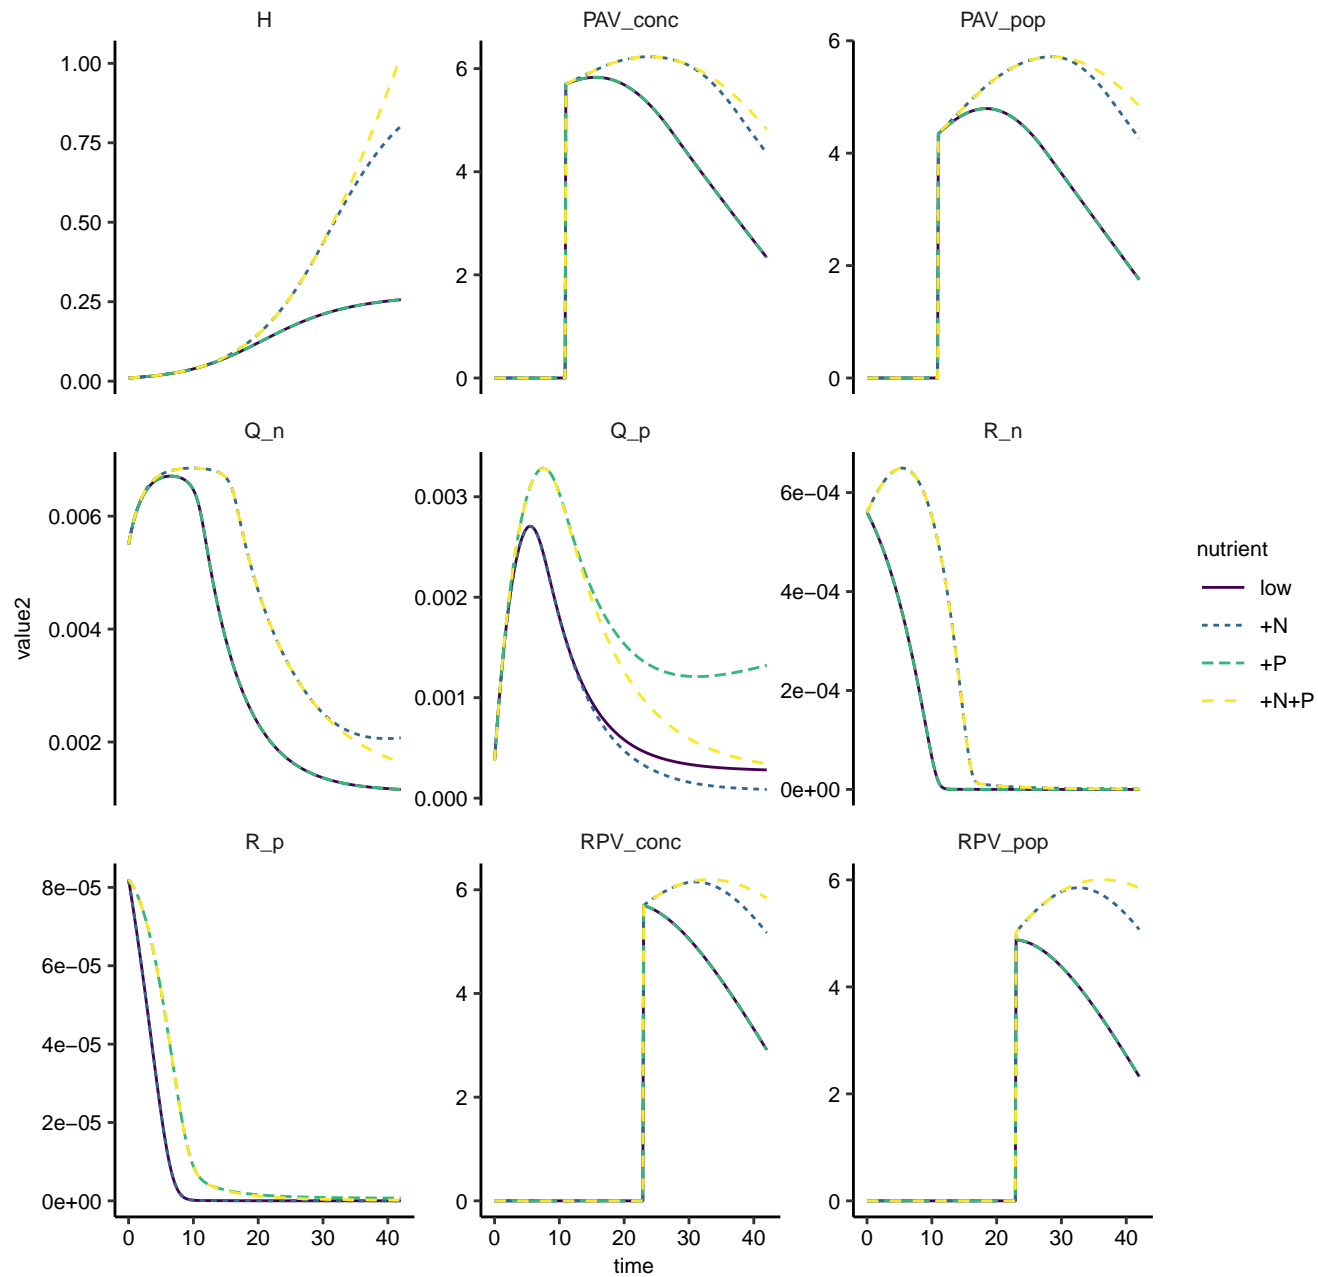 H
PAV_conc
PAV_pop
1.00
0.75
0.50
0.25
0.00
6
4
2
0
6
4
2
0
Q_n
Q_p
R_n
0.006
0.004
0.002
0.003
0.002
0.001
0.000
6e−04
4e−04
2e−04
0e+00
R_p
RPV_conc
RPV_pop
8e−05
6e−05
4e−05
2e−05
0e+00
6
4
2
0
6
4
2
0
0 10 20 30 40
0 10 20 30 40
0 10 20 30 40
time
value2
nutrient
low
+N
+P
+N+P